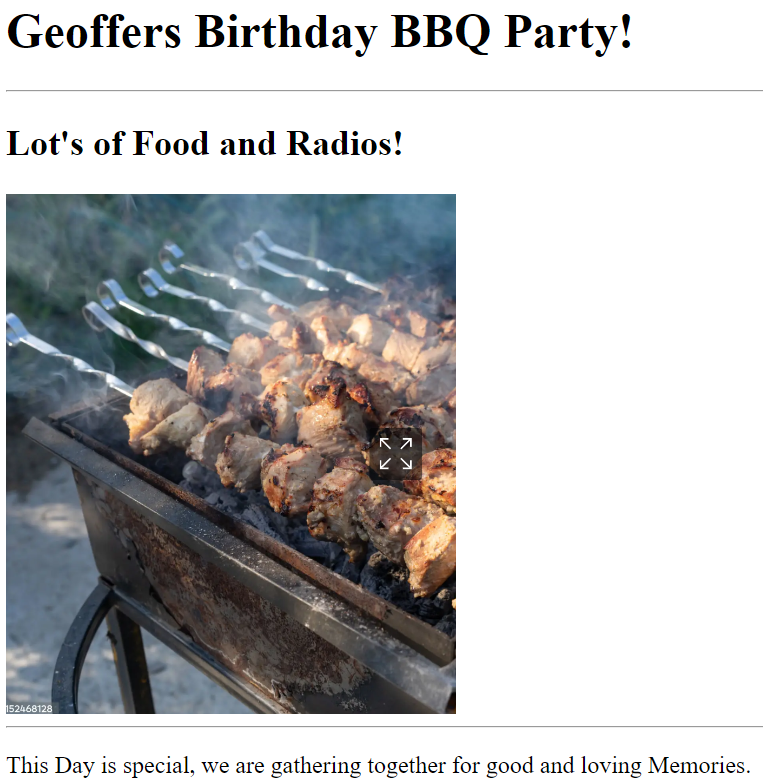 Geoffers Birthday BBQ Party!
Lot's of Food and Radios!
152468128
This Day is special, we are gathering together for good and loving Memories.